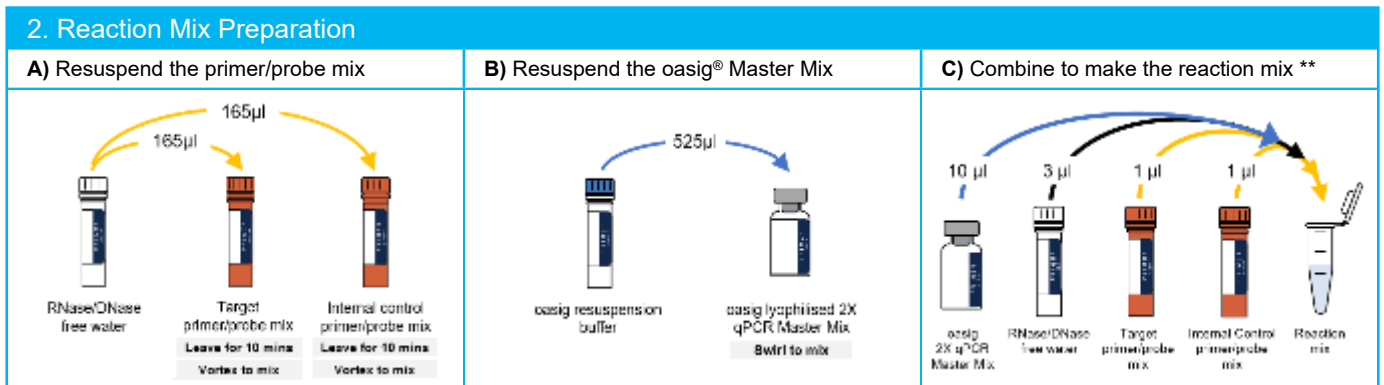 2. Reaction Mix Preparation
A) Resuspend the primer/probe mix
B) Resuspend the oasig® Master Mix
C) Combine to make the reaction mix **
165µl
165µl
RNase/DNase
free water
Target
primer/probe mix
Leave for 10 mins
Vortex to mix
Internal control
primer/probe mix
Leave for 10 mins
Vortex to mix
525µl
oasig resuspension
buffer
oasig lyophilised 2X
qPCR Master Mix
Swirl to mix
10 µl
3 µl
1 µl
1 µl
oasig
2X qPCR
Master Mix
RNase/DNase
free water
Target
primer/probe
mix
Internal Control
primer/probe
mix
Reaction
mix